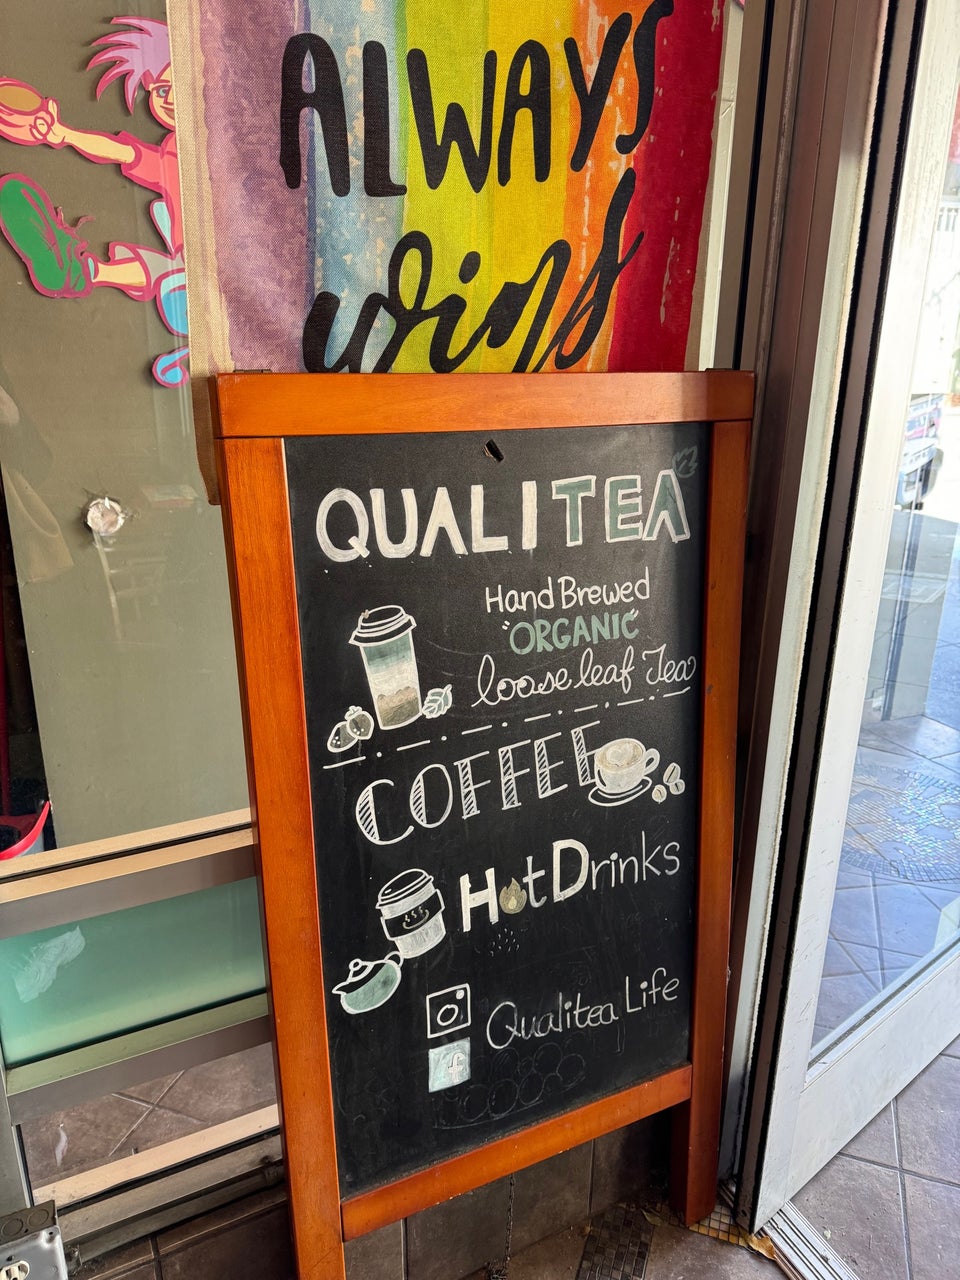 ALWAYS
wins
QUALITEA
Hand Brewed
"ORGANIC"
loose leaf Tea
COFFEE
Hot Drinks
Qualitea Life
f